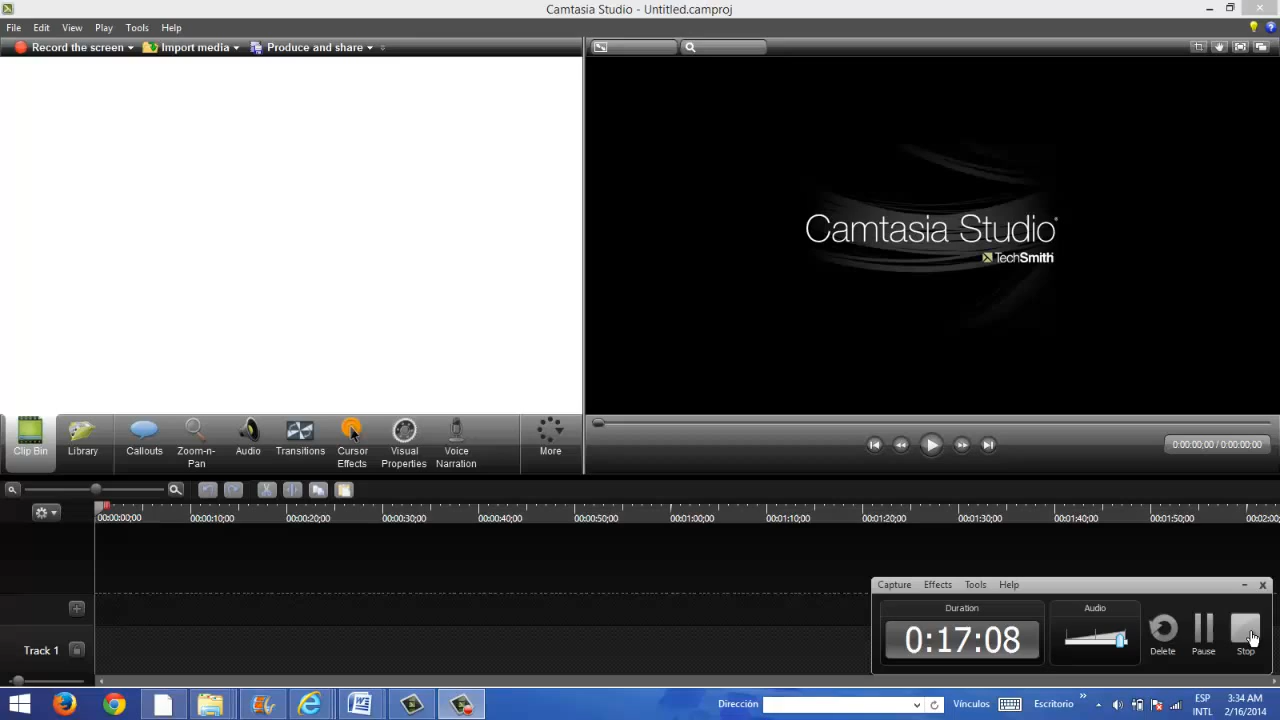 Camtasia Studio - Untitled.camproj
File Edit View Play Tools Help
Record the screen Import media Produce and share
Camtasia Studio®
TechSmith
Clip Bin
Library
Callouts
Zoom-n-
Pan
Audio
Transitions
Cursor
Effects
Visual
Properties
Voice
Narration
More
0:00:00;00 / 0:00:00;00
00:00:00;00 00:00:10;00 00:00:20;00 00:00:30;00 00:00:40;00 00:00:50;00 00:01:00;00 00:01:10;00 00:01:20;00 00:01:30;00 00:01:40;00 00:01:50;00 00:02:00
Track 1
Capture Effects Tools Help
Duration
0:17:08
Audio
Delete
Pause
Stop
Dirección
Vínculos
Escritorio
ESP
INTL
3:34 AM
2/16/2014